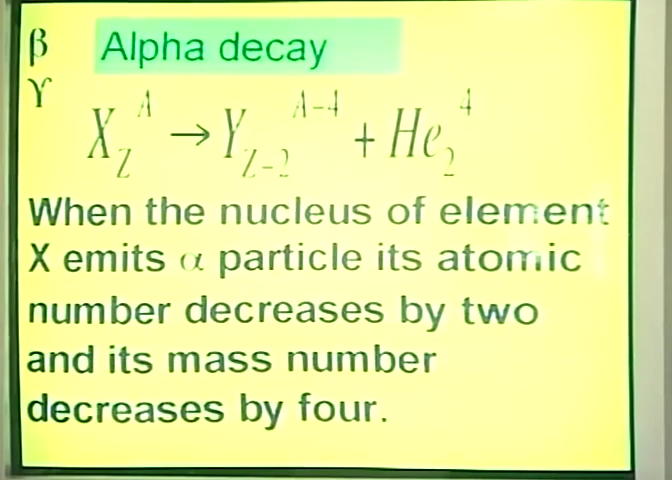 β Alpha decay
γ
X_Z^A → Y_{Z-2}^{A-4} + He_2^4
When the nucleus of element
X emits α particle its atomic
number decreases by two
and its mass number
decreases by four.